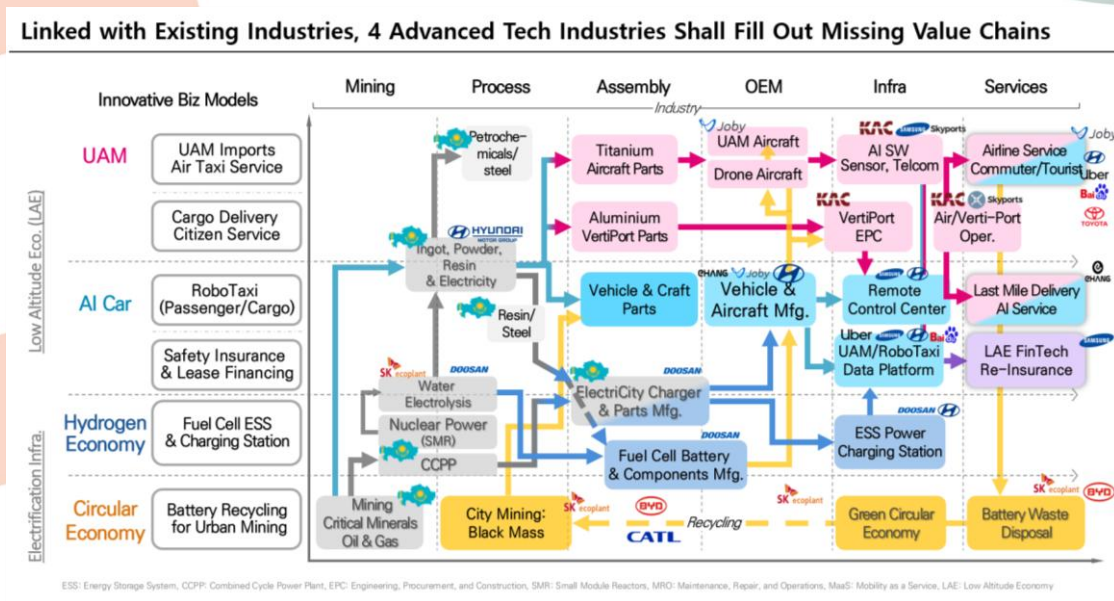 Linked with Existing Industries, 4 Advanced Tech Industries Shall Fill Out Missing Value Chains
Innovative Biz Models
Mining
Process
Assembly
OEM
Infra
Services
Industry
Low Altitude Eco. (LAE)
Electrification Infra.
UAM
UAM Imports
Air Taxi Service
Cargo Delivery
Citizen Service
AI Car
RoboTaxi
(Passenger/Cargo)
Safety Insurance
& Lease Financing
Hydrogen
Economy
Fuel Cell ESS
& Charging Station
Circular
Economy
Battery Recycling
for Urban Mining
Petroche-
micals/
steel
HYUNDAI
MOTOR GROUP
Ingot, Powder,
Resin
& Electricity
Resin/
Steel
SK ecoplant
DOOSAN
Water
Electrolysis
Nuclear Power
(SMR)
CCPP
Mining
Critical Minerals
Oil & Gas
City Mining:
Black Mass
Titanium
Aircraft Parts
Aluminium
VertiPort Parts
Vehicle & Craft
Parts
ElectriCity Charger
& Parts Mfg.
DOOSAN
Fuel Cell Battery
& Components Mfg.
Joby
UAM Aircraft
Drone Aircraft
EHANG
Joby
Vehicle &
Aircraft Mfg.
KAC
SAMSUNG
Skyports
AI SW
Sensor, Telcom
KAC
VertiPort
EPC
SAMSUNG
Remote
Control Center
Uber
SAMSUNG
Bai
UAM/RoboTaxi
Data Platform
DOOSAN
ESS Power
Charging Station
Joby
Airline Service
Commuter/Tourist
Uber
Bai
TOYOTA
KAC
Skyports
Air/Verti-Port
Oper.
EHANG
Last Mile Delivery
AI Service
SAMSUNG
LAE FinTech
Re-Insurance
SK ecoplant
BYD
CATL
Recycling
SK ecoplant
Green Circular
Economy
SK ecoplant
BYD
Battery Waste
Disposal
ESS: Energy Storage System, CCPP: Combined Cycle Power Plant, EPC: Engineering, Procurement, and Construction, SMR: Small Module Reactors, MRO: Maintenance, Repair, and Operations, MaaS: Mobility as a Service, LAE: Low Altitude Economy